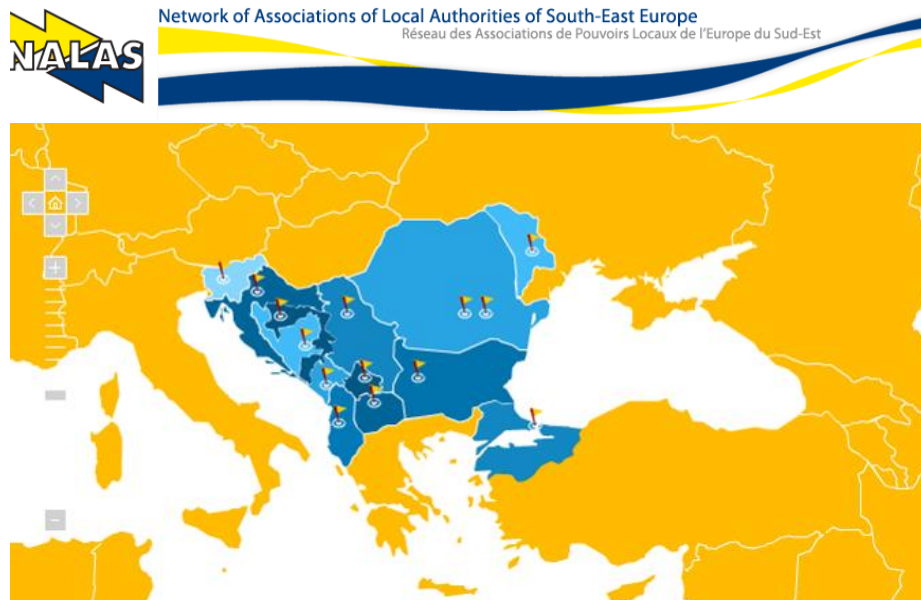 Network of Associations of Local Authorities of South-East Europe
Réseau des Associations de Pouvoirs Locaux de l'Europe du Sud-Est
NALAS